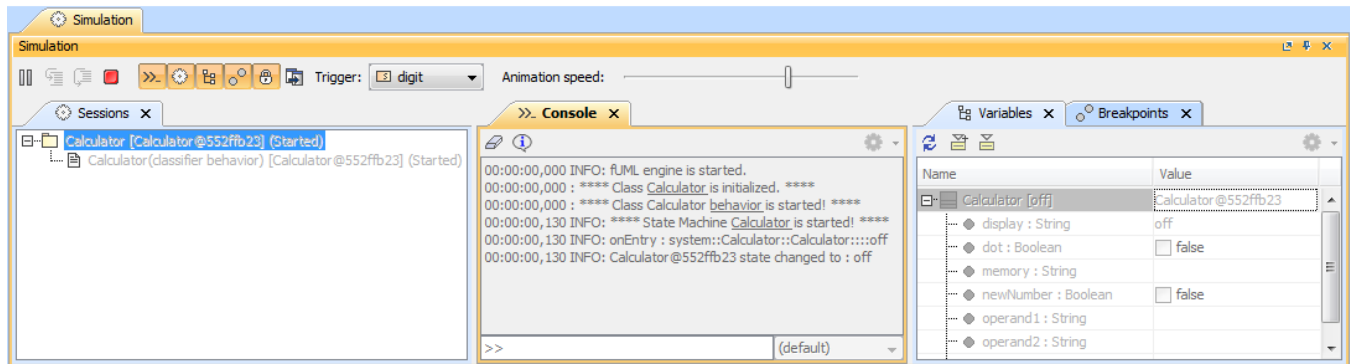 Simulation
Simulation
Trigger: digit Animation speed:
Sessions
Calculator [Calculator@552ffb23] (Started)
Calculator(classifier behavior) [Calculator@552ffb23] (Started)
>>_ Console
00:00:00,000 INFO: fUML engine is started.
00:00:00,000 : **** Class Calculator is initialized. ****
00:00:00,000 : **** Class Calculator behavior is started! ****
00:00:00,130 INFO: **** State Machine Calculator is started! ****
00:00:00,130 INFO: onEntry : system::Calculator::Calculator::::off
00:00:00,130 INFO: Calculator@552ffb23 state changed to : off
>> (default)
Variables Breakpoints
Name Value
Calculator [off] Calculator@552ffb23
display : String off
dot : Boolean false
memory : String
newNumber : Boolean false
operand1 : String
operand2 : String